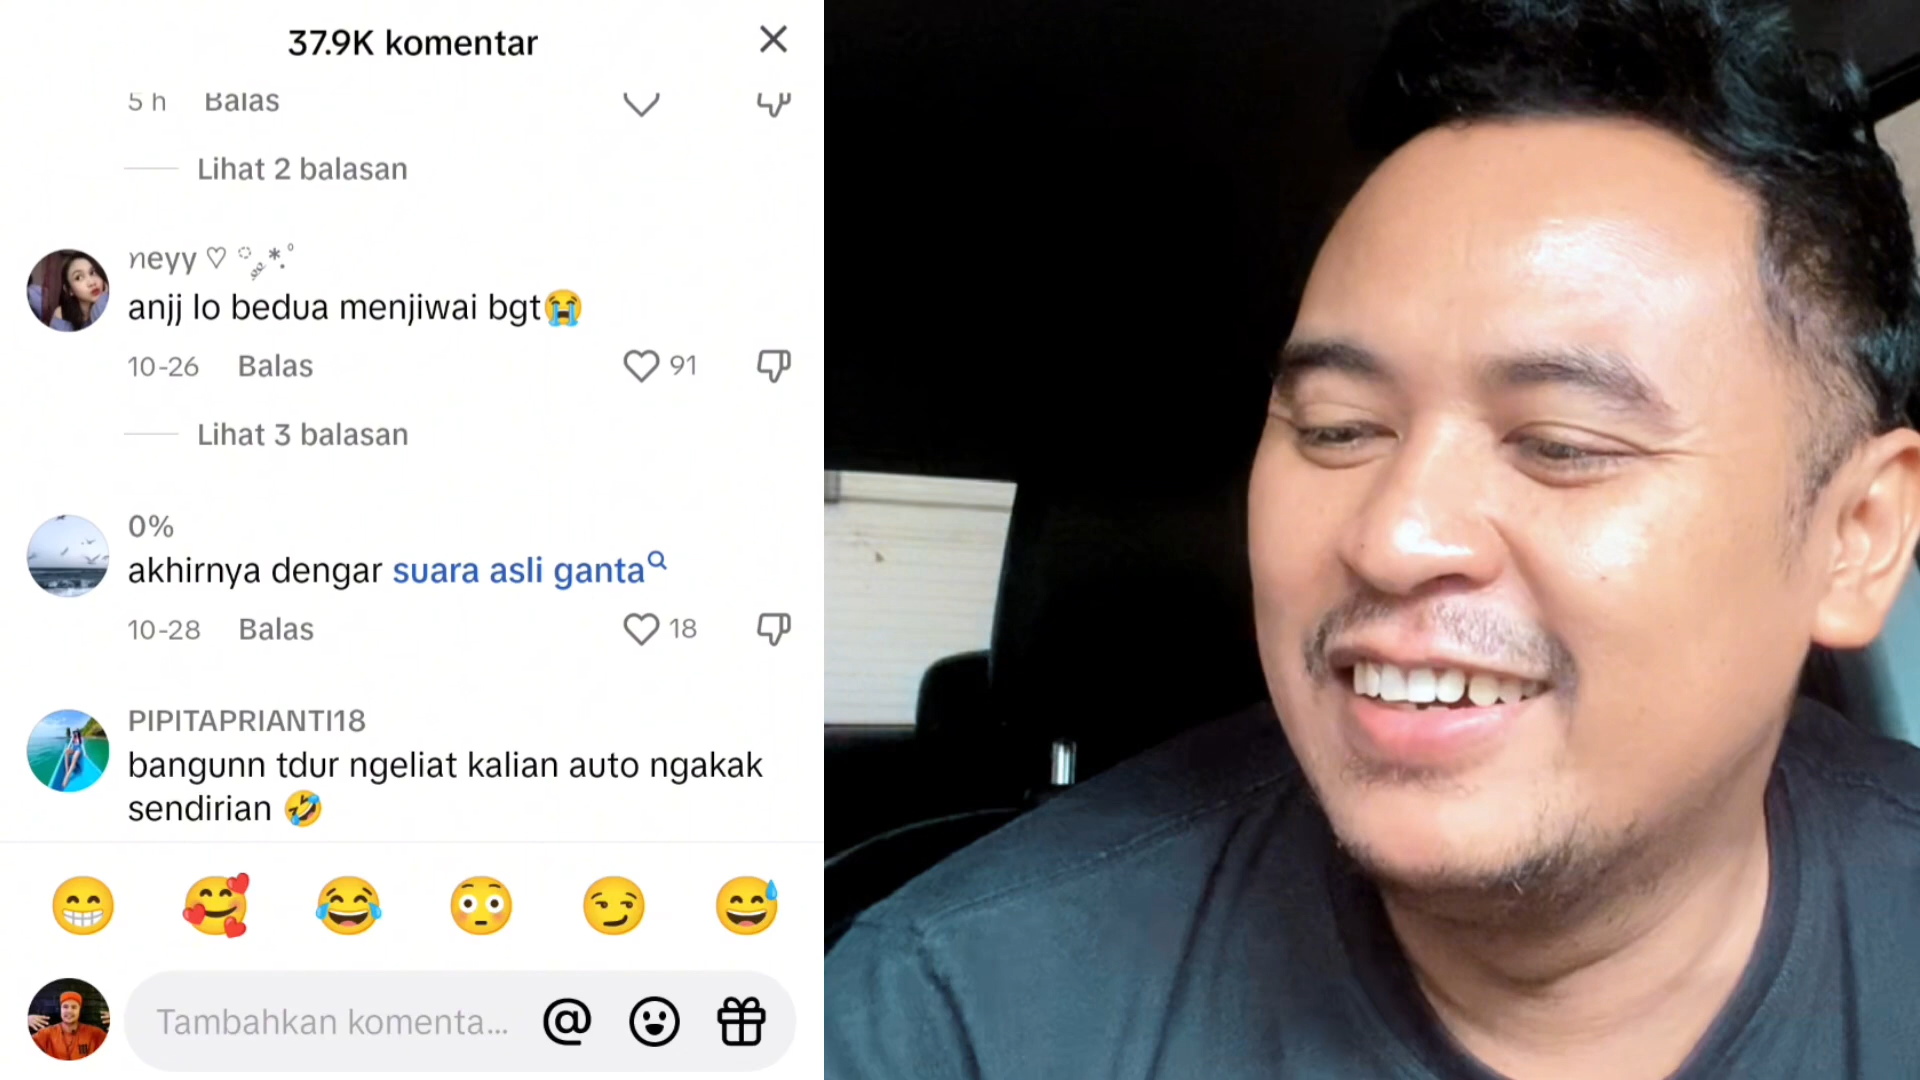 37.9K komentar
5 h Balas
Lihat 2 balasan
neyy ♡
anjj lo bedua menjiwai bgt😭
10-26 Balas 91
Lihat 3 balasan
0%
akhirnya dengar suara asli ganta
10-28 Balas 18
PIPITAPRIANTI18
bangunn tdur ngeliat kalian auto ngakak
sendirian 🤣
Tambahkan komenta...